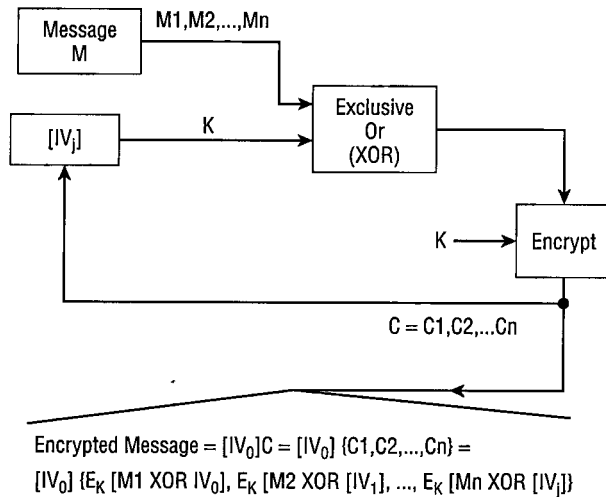 Message
M
M1,M2,...,Mn
[IVj]
K
Exclusive
Or
(XOR)
K
Encrypt
C = C1,C2,...Cn
Encrypted Message = [IV0]C = [IV0] {C1,C2,...,Cn} =
[IV0] {EK [M1 XOR IV0), EK [M2 XOR [IV1], ..., EK [Mn XOR [IVj]}